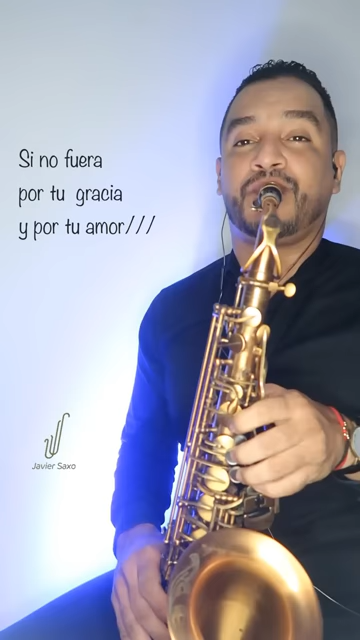 Si no fuera
por tu gracia
y por tu amor///
Javier Saxo